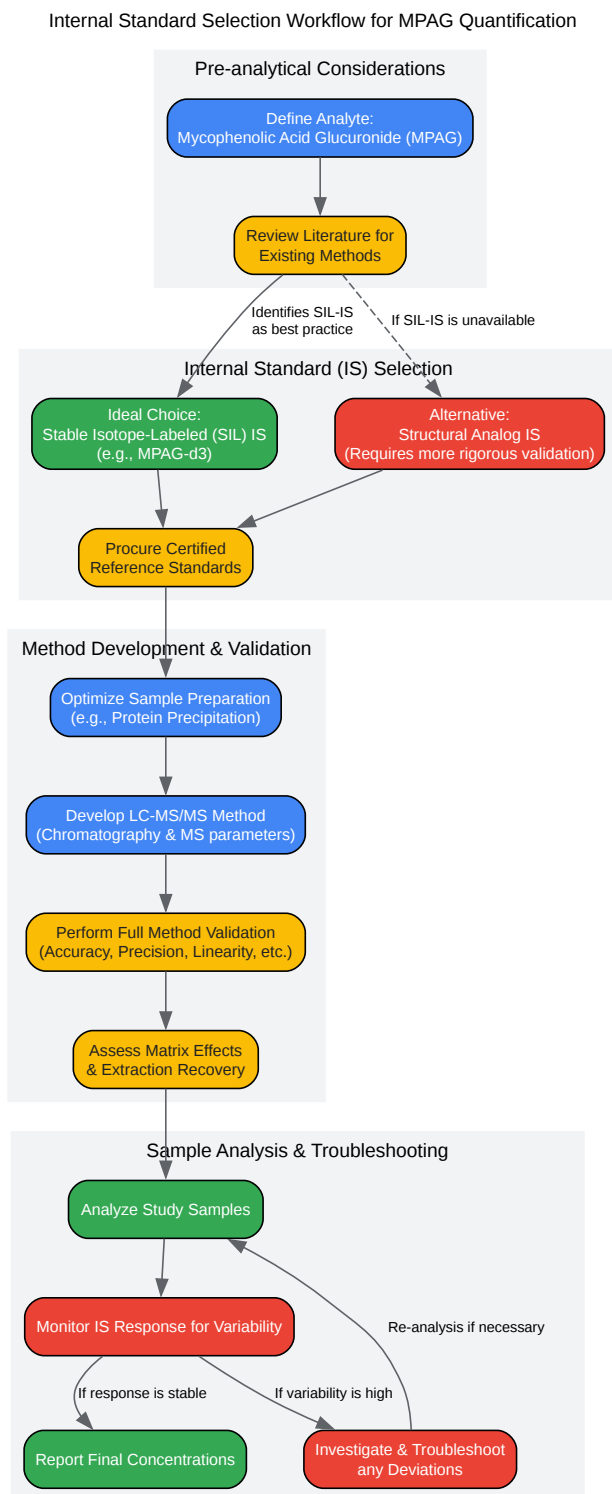 Internal Standard Selection Workflow for MPAG Quantification
Pre-analytical Considerations
Define Analyte:
Mycophenolic Acid Glucuronide (MPAG)
Review Literature for
Existing Methods
Identifies SIL-IS
as best practice
If SIL-IS is unavailable
Internal Standard (IS) Selection
Ideal Choice:
Stable Isotope-Labeled (SIL) IS
(e.g., MPAG-d3)
Alternative:
Structural Analog IS
(Requires more rigorous validation)
Procure Certified
Reference Standards
Method Development & Validation
Optimize Sample Preparation
(e.g., Protein Precipitation)
Develop LC-MS/MS Method
(Chromatography & MS parameters)
Perform Full Method Validation
(Accuracy, Precision, Linearity, etc.)
Assess Matrix Effects
& Extraction Recovery
Sample Analysis & Troubleshooting
Analyze Study Samples
Monitor IS Response for Variability
Re-analysis if necessary
If response is stable
If variability is high
Report Final Concentrations
Investigate & Troubleshoot
any Deviations